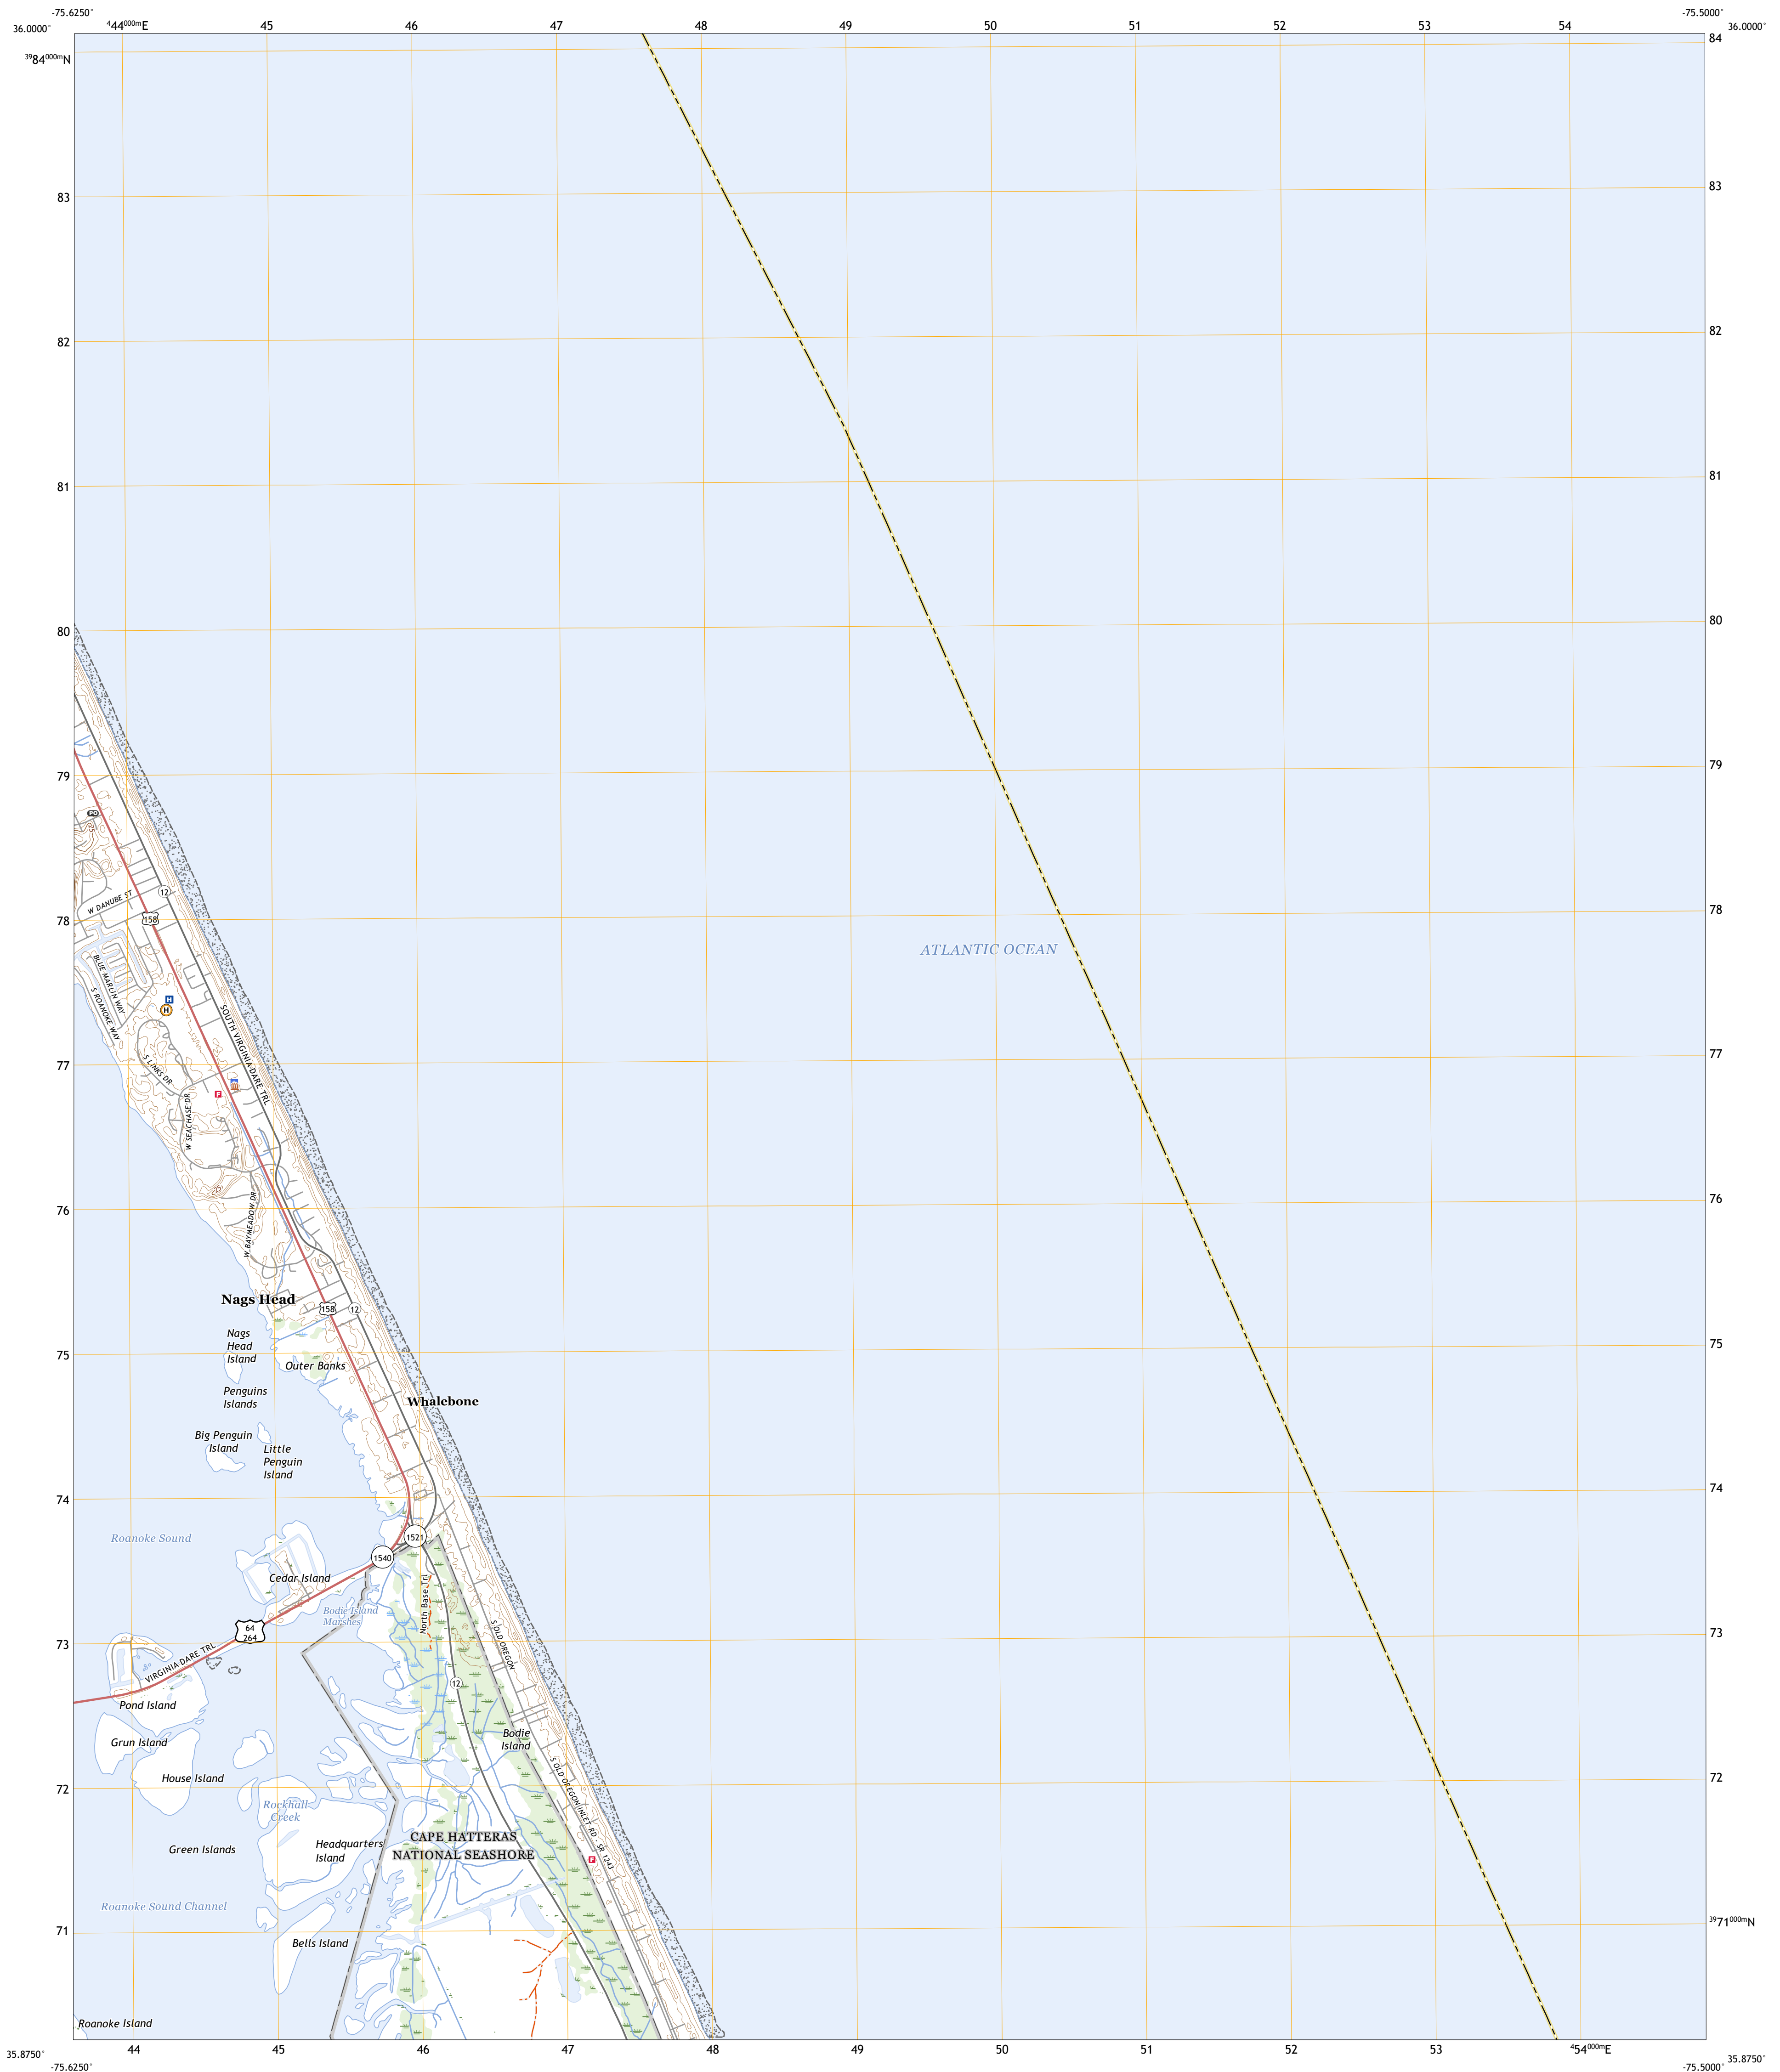 -75.6250° -75.5000°
36.0000° ⁴44⁰⁰⁰ᵐE 45 46 47 48 49 50 51 52 53 54 36.0000°
³⁹84⁰⁰⁰ᵐN 84
83 83
82 82
81 81
80 80
79 79
PO
25
12
W DANUBE ST
158
78 78
ATLANTIC OCEAN
BLUE MARLIN WAY
S ROANOKE WAY
H
H
SOUTH VIRGINIA DARE TRL
77 77
S LINKS DR
F
W SEACHASE DR
25
76 76
W BAYMEADOW DR
Nags Head
158 12
Nags
Head
Island
75 75
Outer Banks
Penguins
Islands
Whalebone
Big Penguin
Island
Little
Penguin
Island
74 74
Roanoke Sound
1521
1540
Cedar Island
North Base Trl
Bodie Island
Marshes
64
264
S OLD OREGON
73 73
VIRGINIA DARE TRL
12
Pond Island
Bodie
Island
Grun Island
House Island
S OLD OREGON INLET RD - SR 1243
72 72
Rockhall
Creek
CAPE HATTERAS
NATIONAL SEASHORE
Headquarters
Island
Green Islands
F
Roanoke Sound Channel
71 ³⁹71⁰⁰⁰ᵐN
Bells Island
Roanoke Island
44 45 46 47 48 49 50 51 52 53 ⁴54⁰⁰⁰ᵐE
35.8750° 35.8750°
-75.6250° -75.5000°